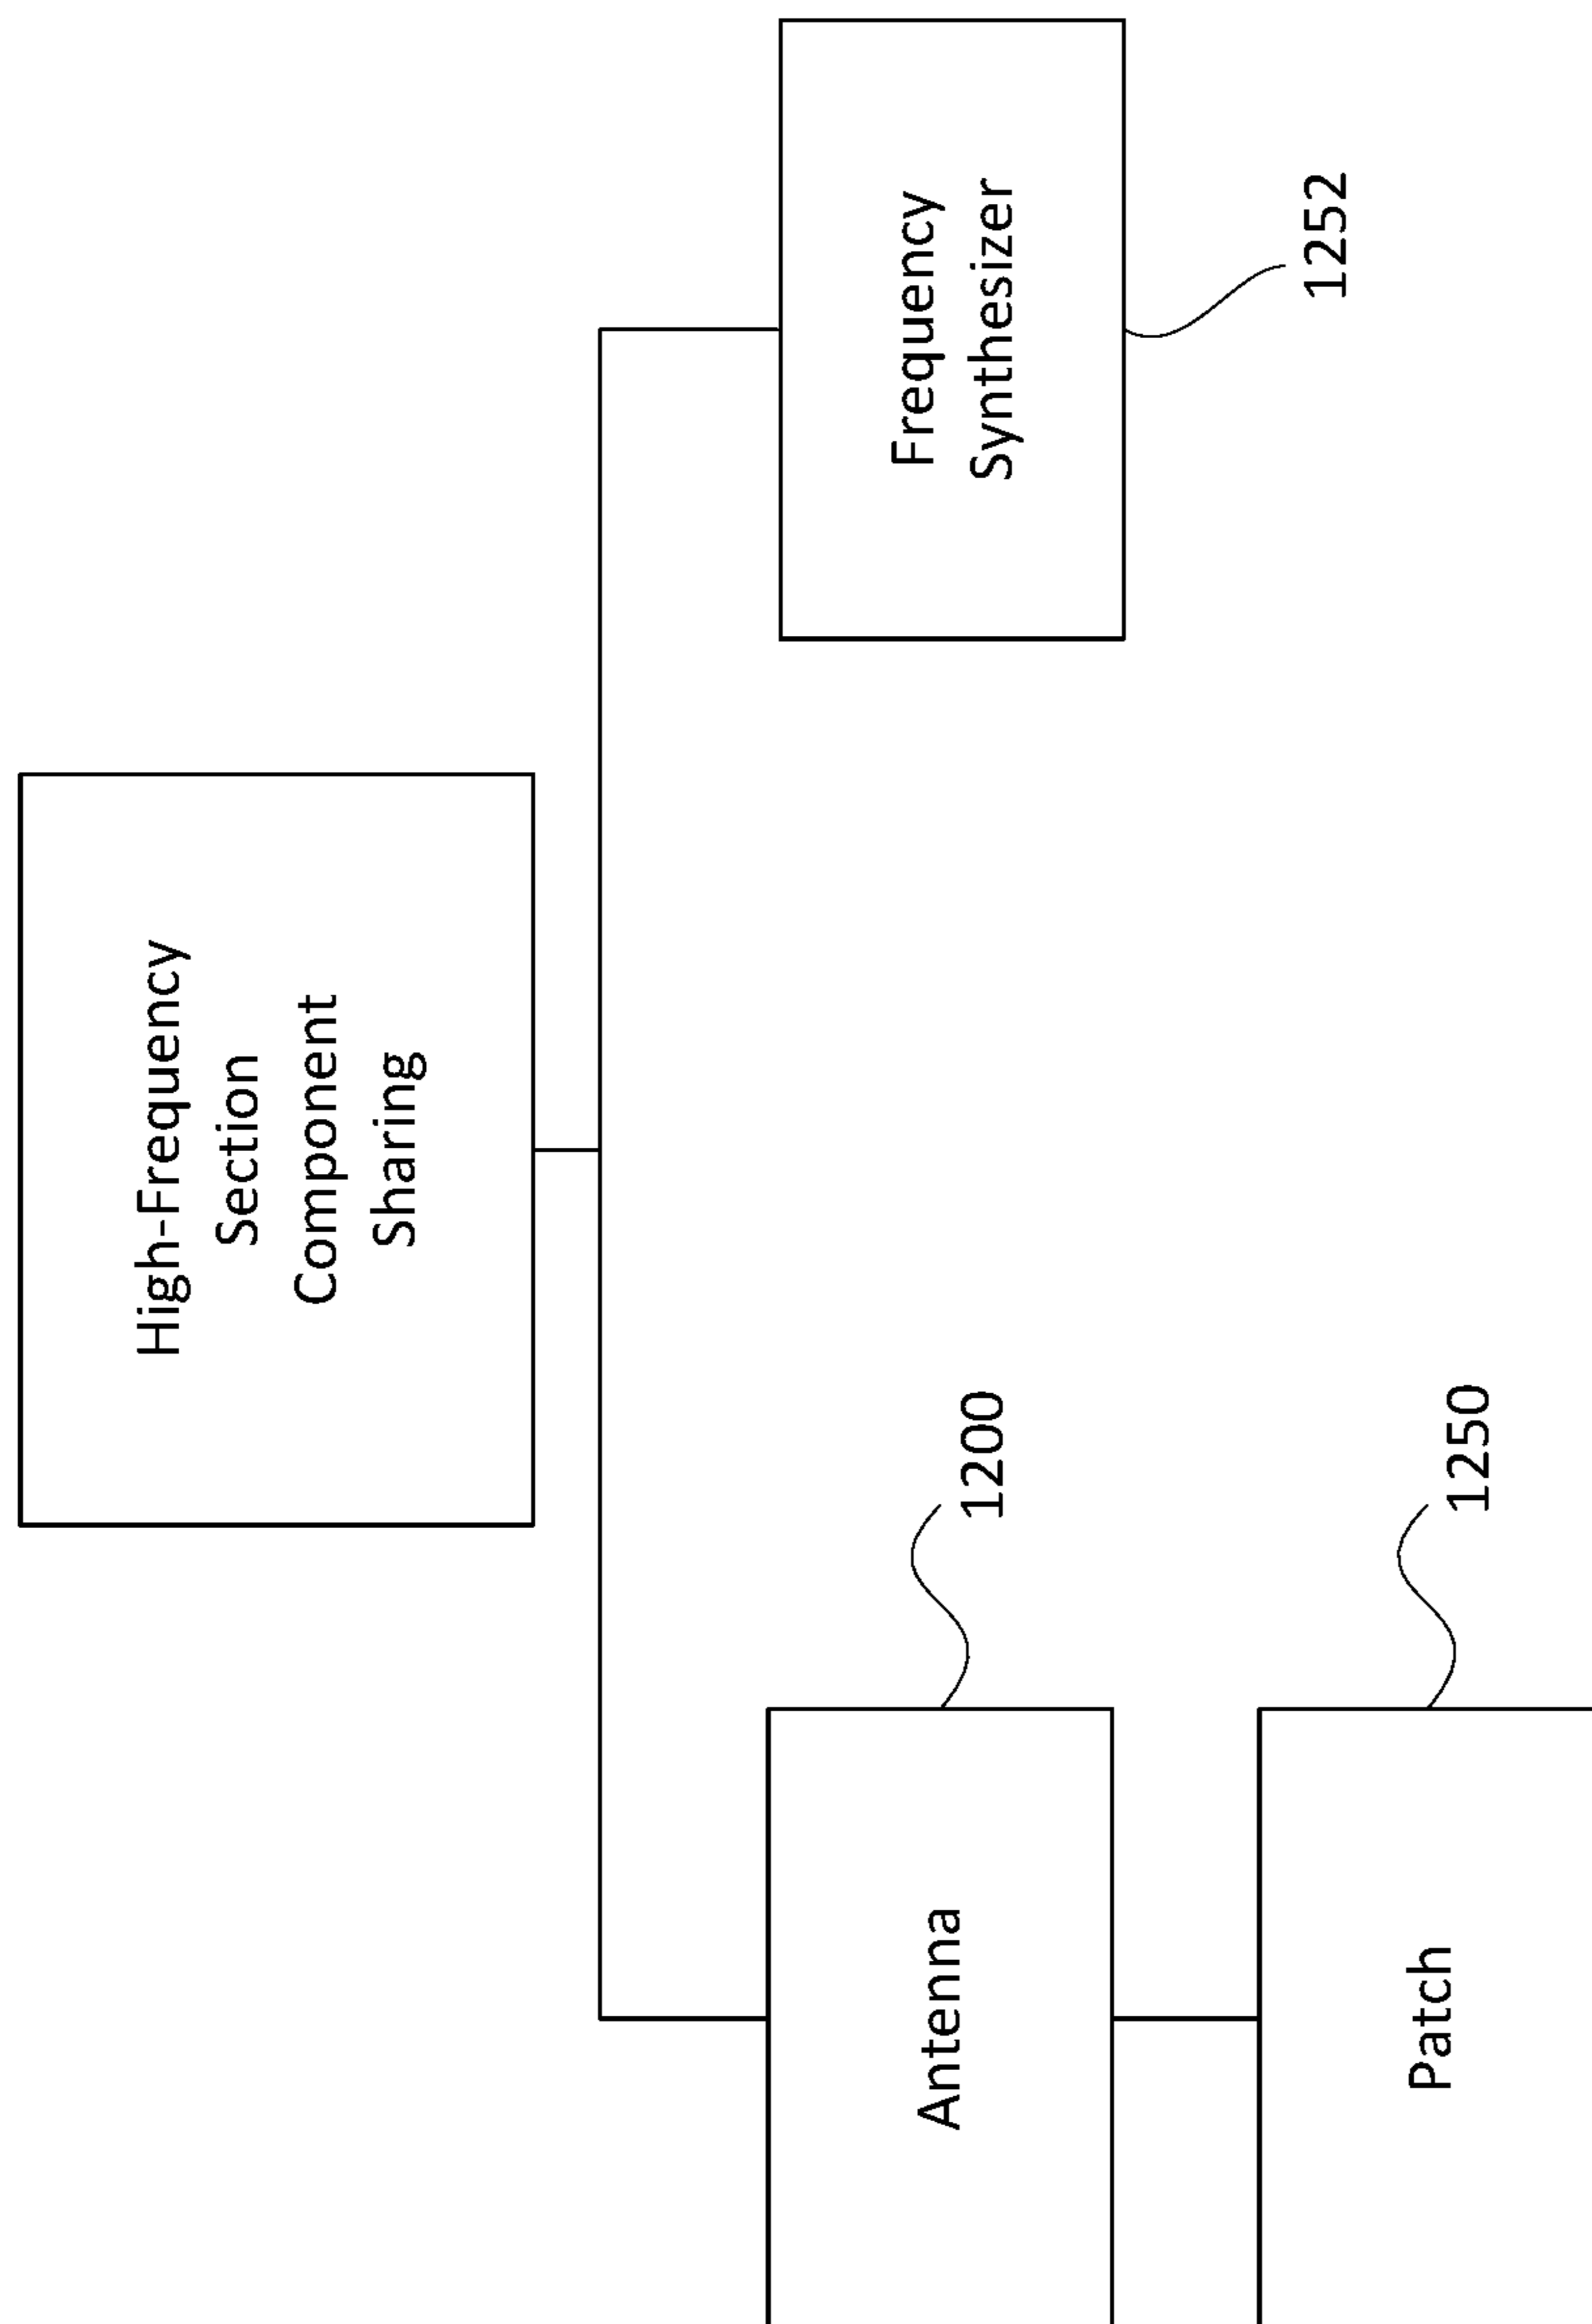 High-Frequency
Section
Component
Sharing
Antenna
1200
Frequency
Synthesizer
1252
Patch
1250